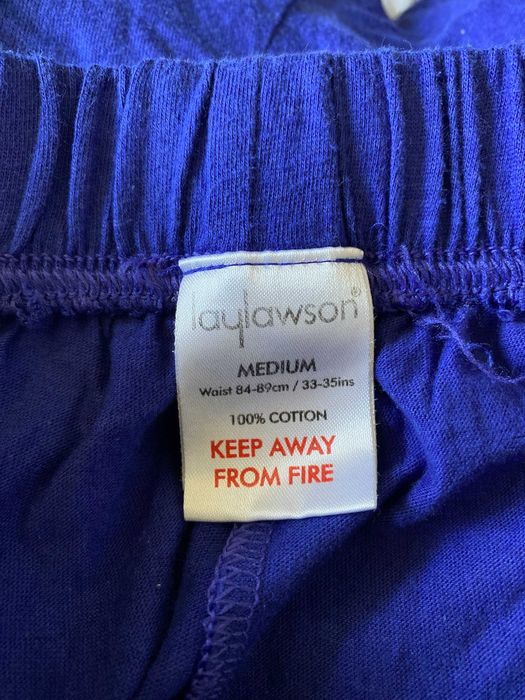 laylawson®
MEDIUM
Waist 84-89cm / 33-35ins
100% COTTON
KEEP AWAY
FROM FIRE